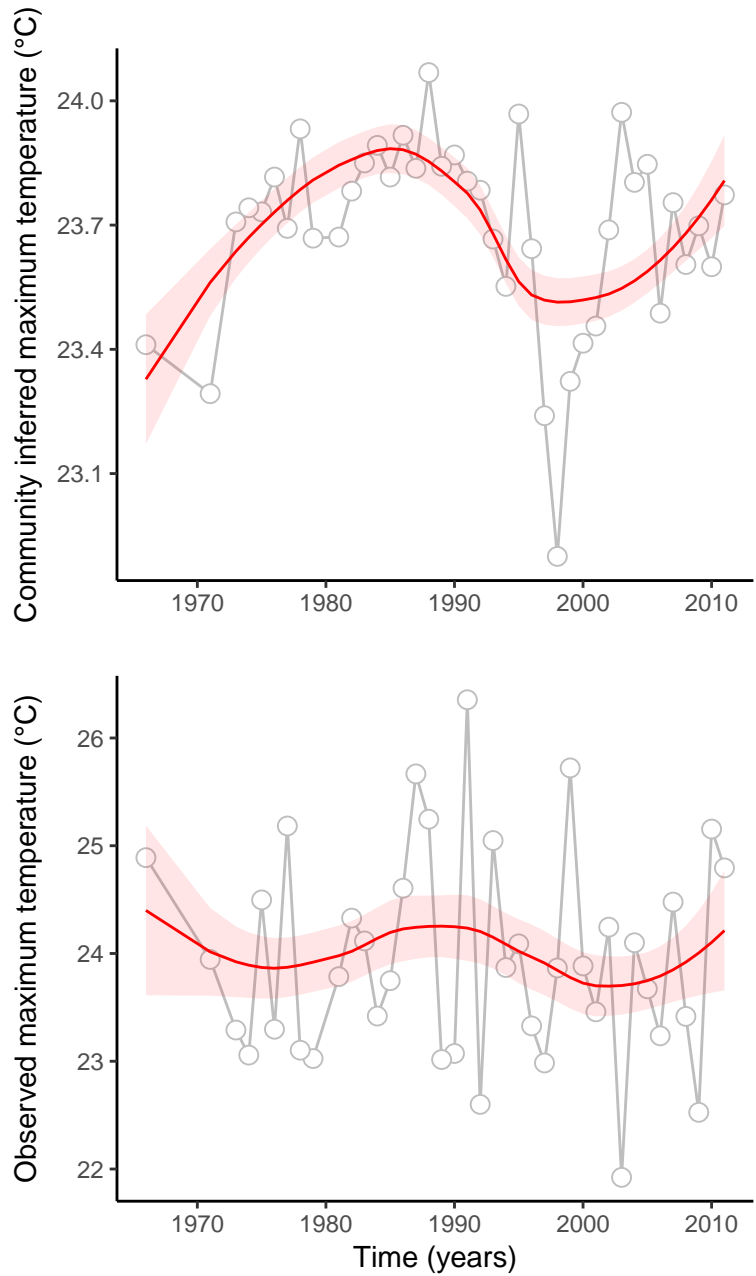 Community inferred maximum temperature (°C)
24.0
23.7
23.4
23.1
1970 1980 1990 2000 2010
Observed maximum temperature (°C)
26
25
24
23
22
1970 1980 1990 2000 2010
Time (years)